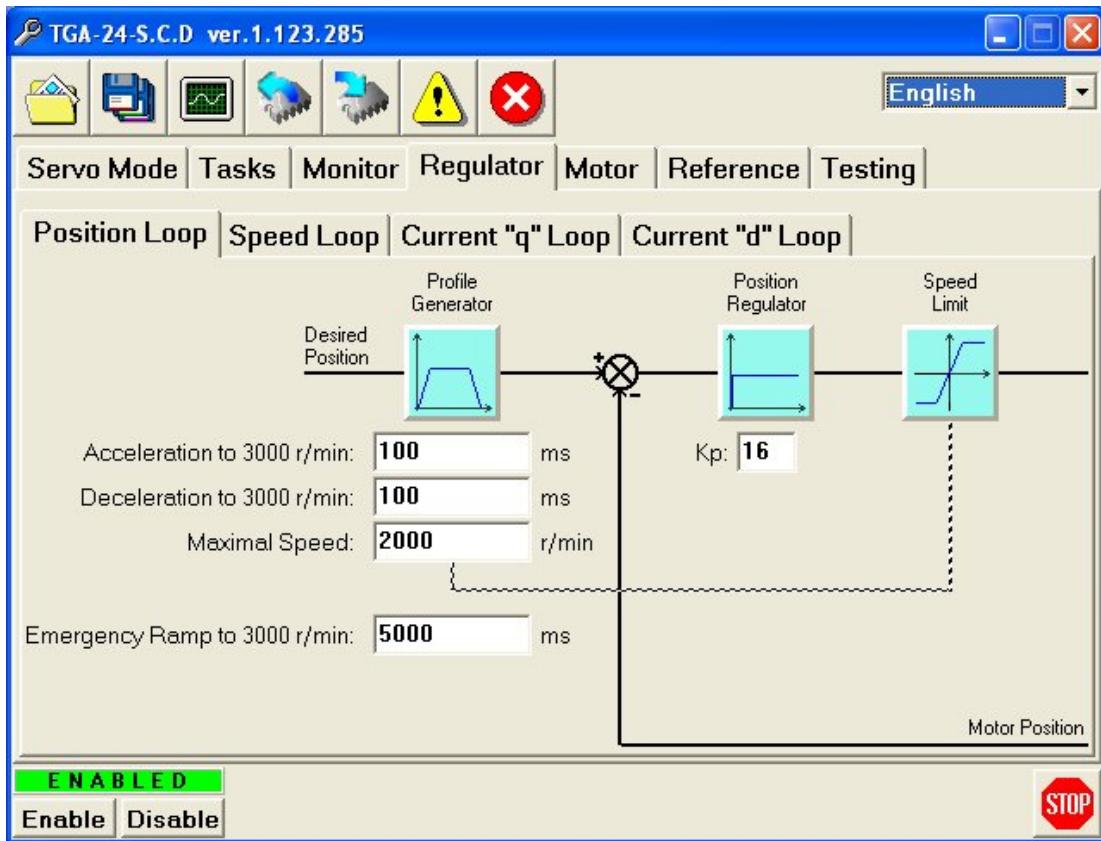 TGA-24-S.C.D ver.1.123.285
English
Servo Mode Tasks Monitor Regulator Motor Reference Testing
Position Loop Speed Loop Current "q" Loop Current "d" Loop
Profile
Generator
Position
Regulator
Speed
Limit
Desired
Position
+
-
Acceleration to 3000 r/min: 100 ms
Kp: 16
Deceleration to 3000 r/min: 100 ms
Maximal Speed: 2000 r/min
Emergency Ramp to 3000 r/min: 5000 ms
Motor Position
ENABLED
Enable Disable
STOP